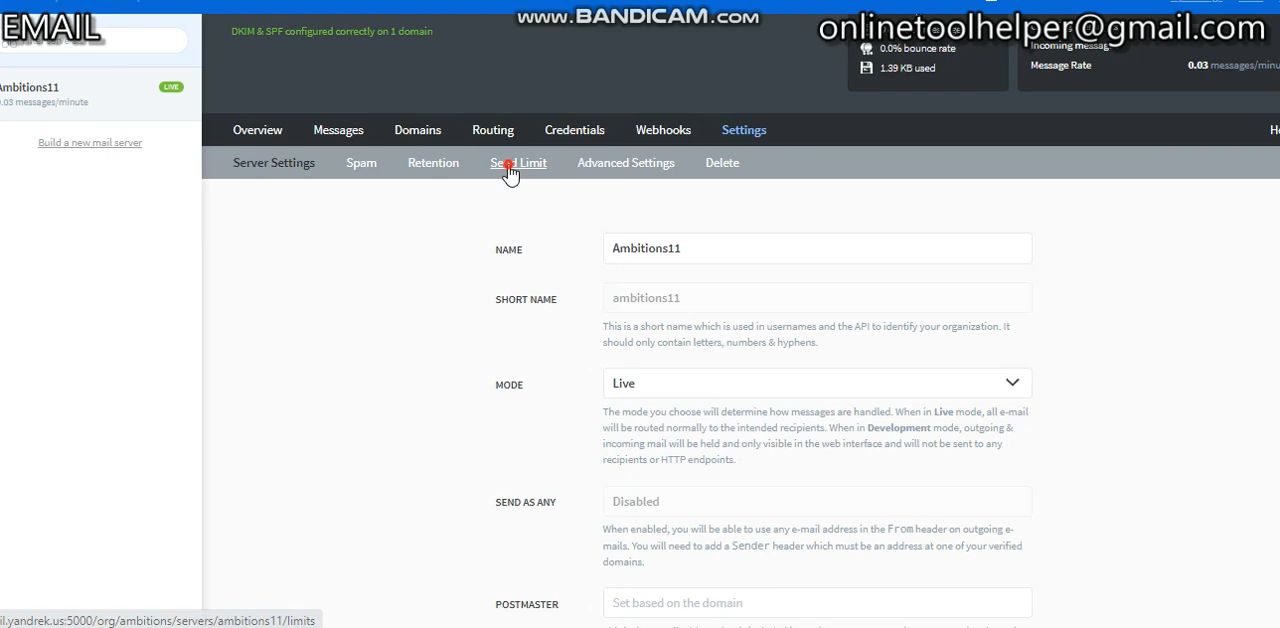 EMAIL
www.BANDICAM.com
onlinetoolhelper@gmail.com
DKIM & SPF configured correctly on 1 domain
0.0% bounce rate
1.39 KB used
Incoming messag
Message Rate
0.03 messages/minu
Ambitions11
LIVE
0.03 messages/minute
Build a new mail server
Overview
Messages
Domains
Routing
Credentials
Webhooks
Settings
He
Server Settings
Spam
Retention
Send Limit
Advanced Settings
Delete
NAME
Ambitions11
SHORT NAME
ambitions11
This is a short name which is used in usernames and the API to identify your organization. It
should only contain letters, numbers & hyphens.
MODE
Live
The mode you choose will determine how messages are handled. When in Live mode, all e-mail
will be routed normally to the intended recipients. When in Development mode, outgoing &
incoming mail will be held and only visible in the web interface and will not be sent to any
recipients or HTTP endpoints.
SEND AS ANY
Disabled
When enabled, you will be able to use any e-mail address in the From header on outgoing e-
mails. You will need to add a Sender header which must be an address at one of your verified
domains.
POSTMASTER
Set based on the domain
il.yandrek.us:5000/org/ambitions/servers/ambitions11/limits